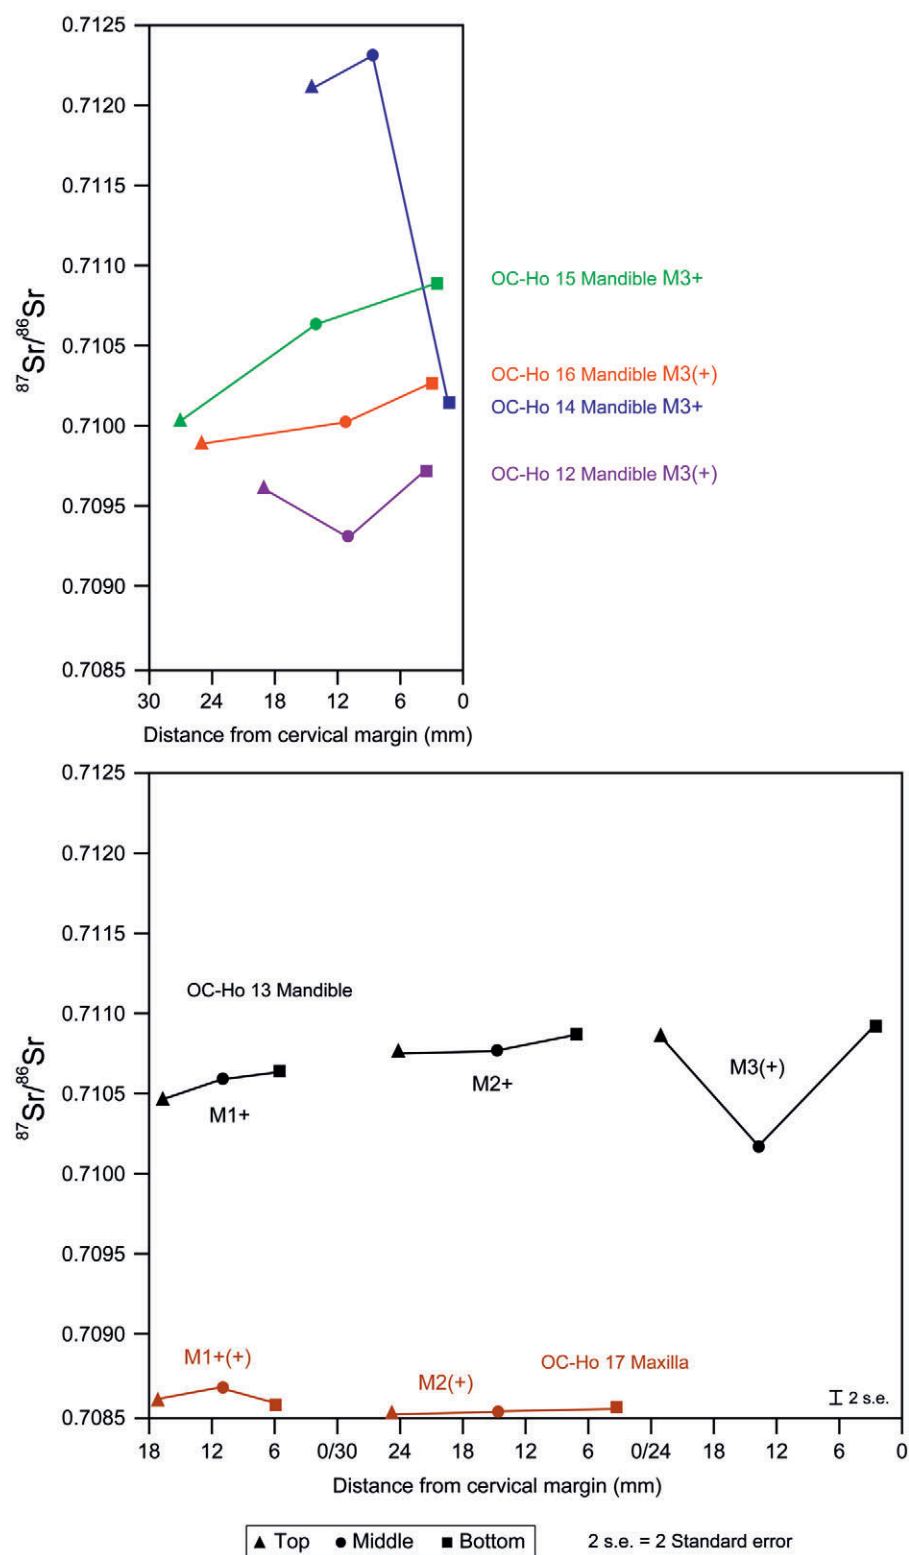 0.7125
0.7120
0.7115
0.7110
0.7105
0.7100
0.7095
0.7090
0.7085
87Sr/86Sr
30 24 18 12 6 0
Distance from cervical margin (mm)
OC-Ho 15 Mandible M3+
OC-Ho 16 Mandible M3(+)
OC-Ho 14 Mandible M3+
OC-Ho 12 Mandible M3(+)
0.7125
0.7120
0.7115
0.7110
0.7105
0.7100
0.7095
0.7090
0.7085
87Sr/86Sr
OC-Ho 13 Mandible
M1+
M2+
M3(+)
M1+(+)
M2(+)
OC-Ho 17 Maxilla
2 s.e.
18 12 6 0/30 24 18 12 6 0/24 18 12 6 0
Distance from cervical margin (mm)
Top Middle Bottom
2 s.e. = 2 Standard error